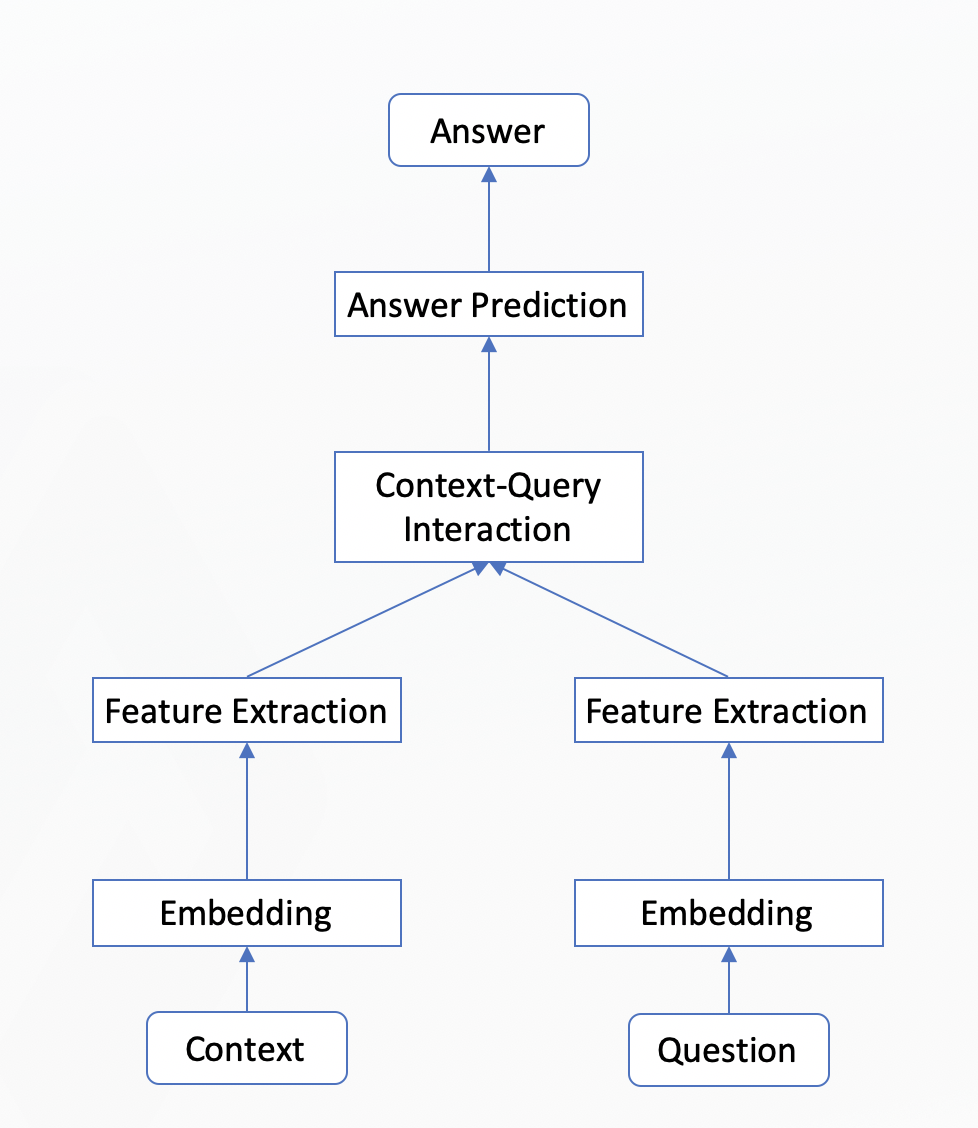 Answer
Answer Prediction
Context-Query
Interaction
Feature Extraction
Feature Extraction
Embedding
Embedding
Context
Question